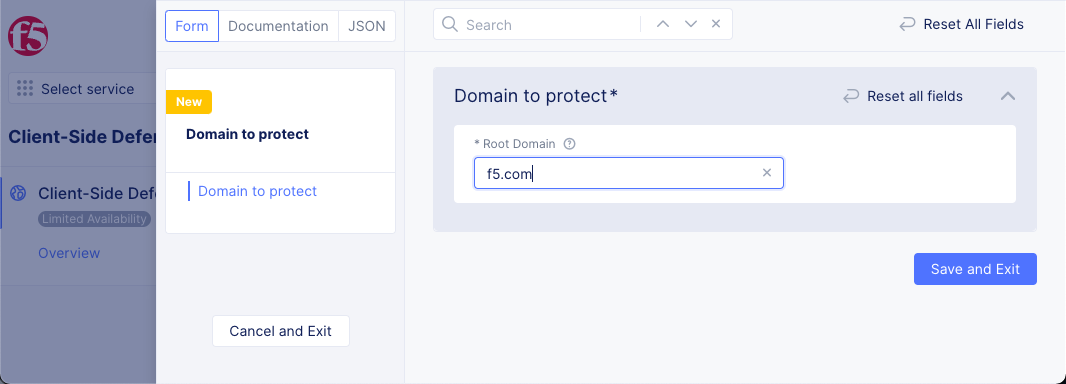 f5
Select service
Client-Side Defe
Client-Side Def
Limited Availability
Overview
Form
Documentation
JSON
New
Domain to protect
Domain to protect
Cancel and Exit
Search
Reset All Fields
Domain to protect*
Reset all fields
* Root Domain
f5.com
Save and Exit